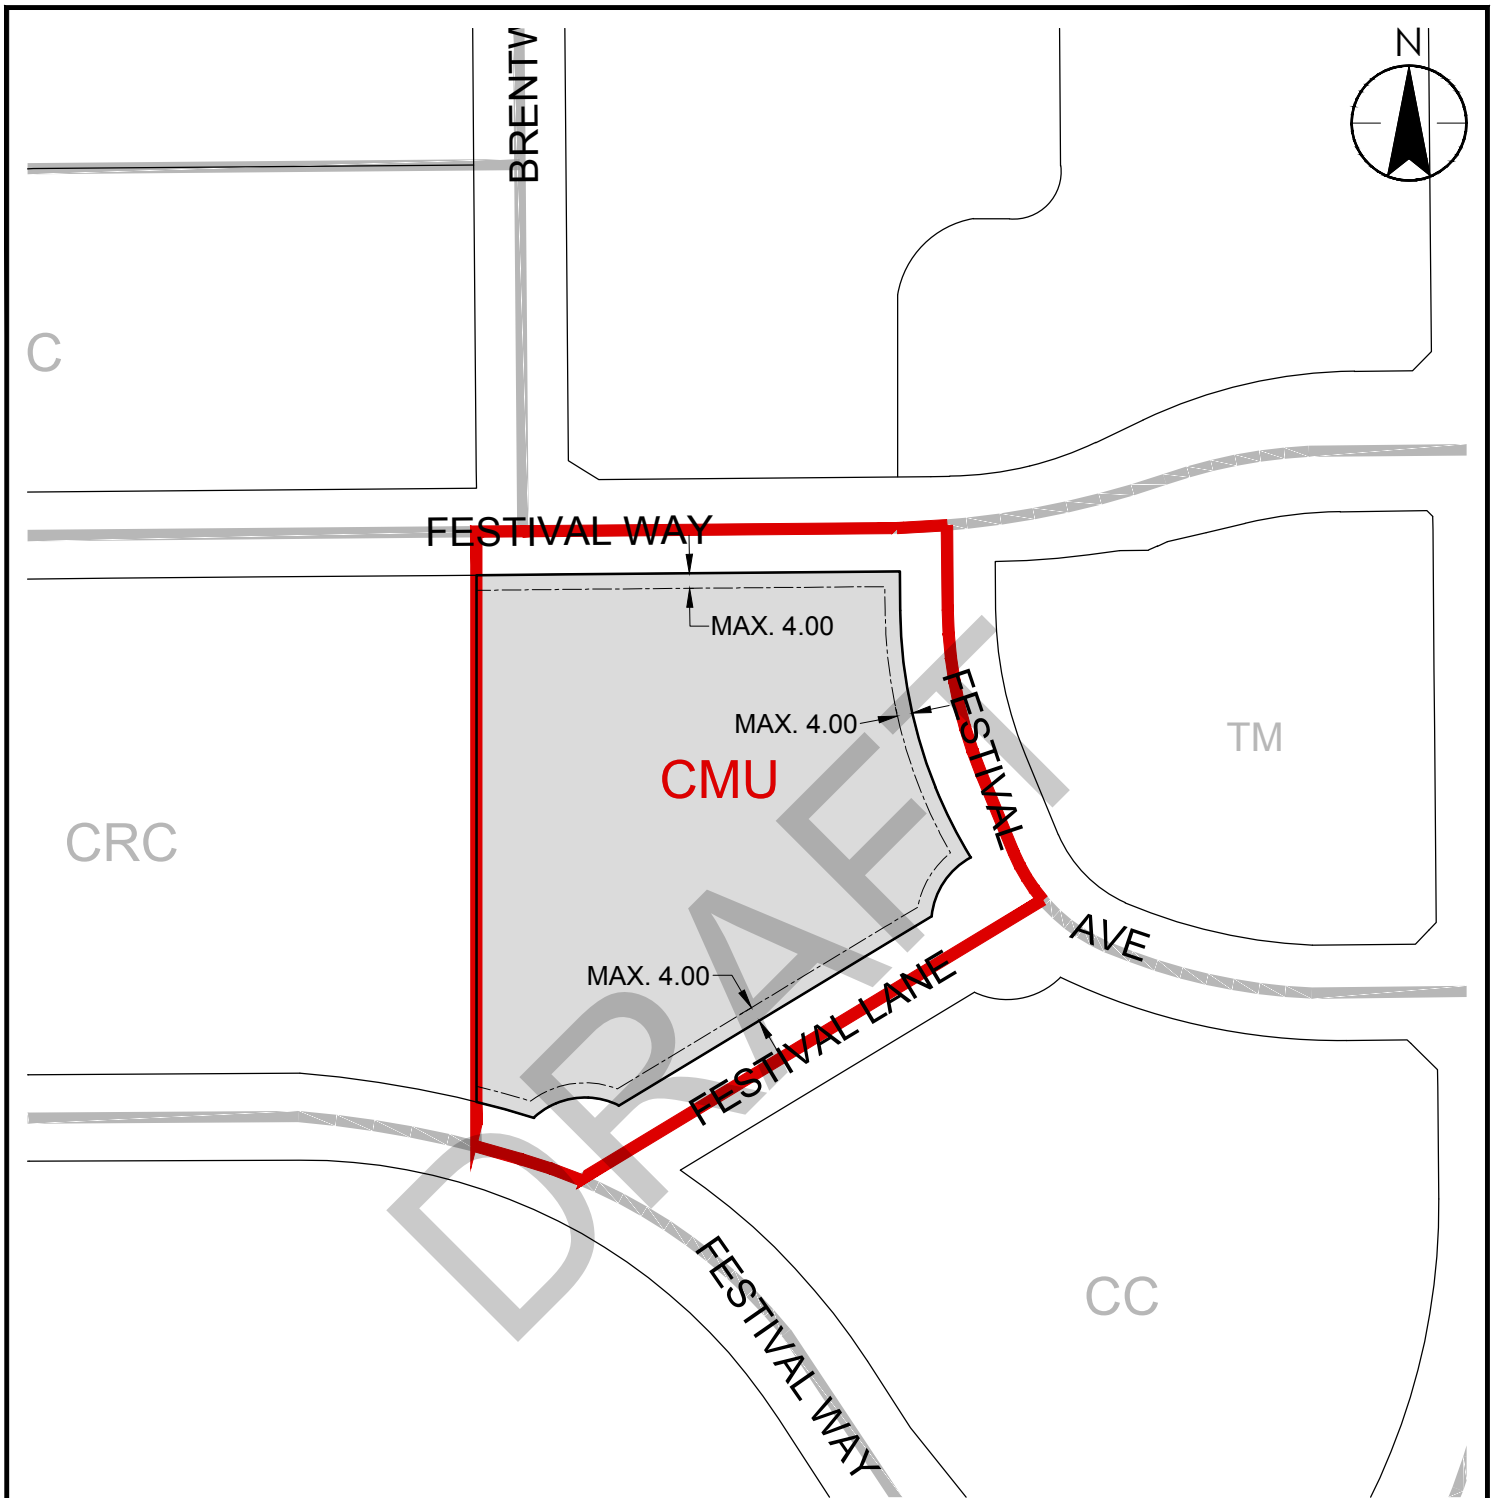 N
BRENTW
C
FESTIVAL WAY
MAX. 4.00
FESTIVAL
MAX. 4.00
TM
CMU
CRC
AVE
MAX. 4.00
FESTIVAL LANE
DRAFT
FESTIVAL WAY
CC